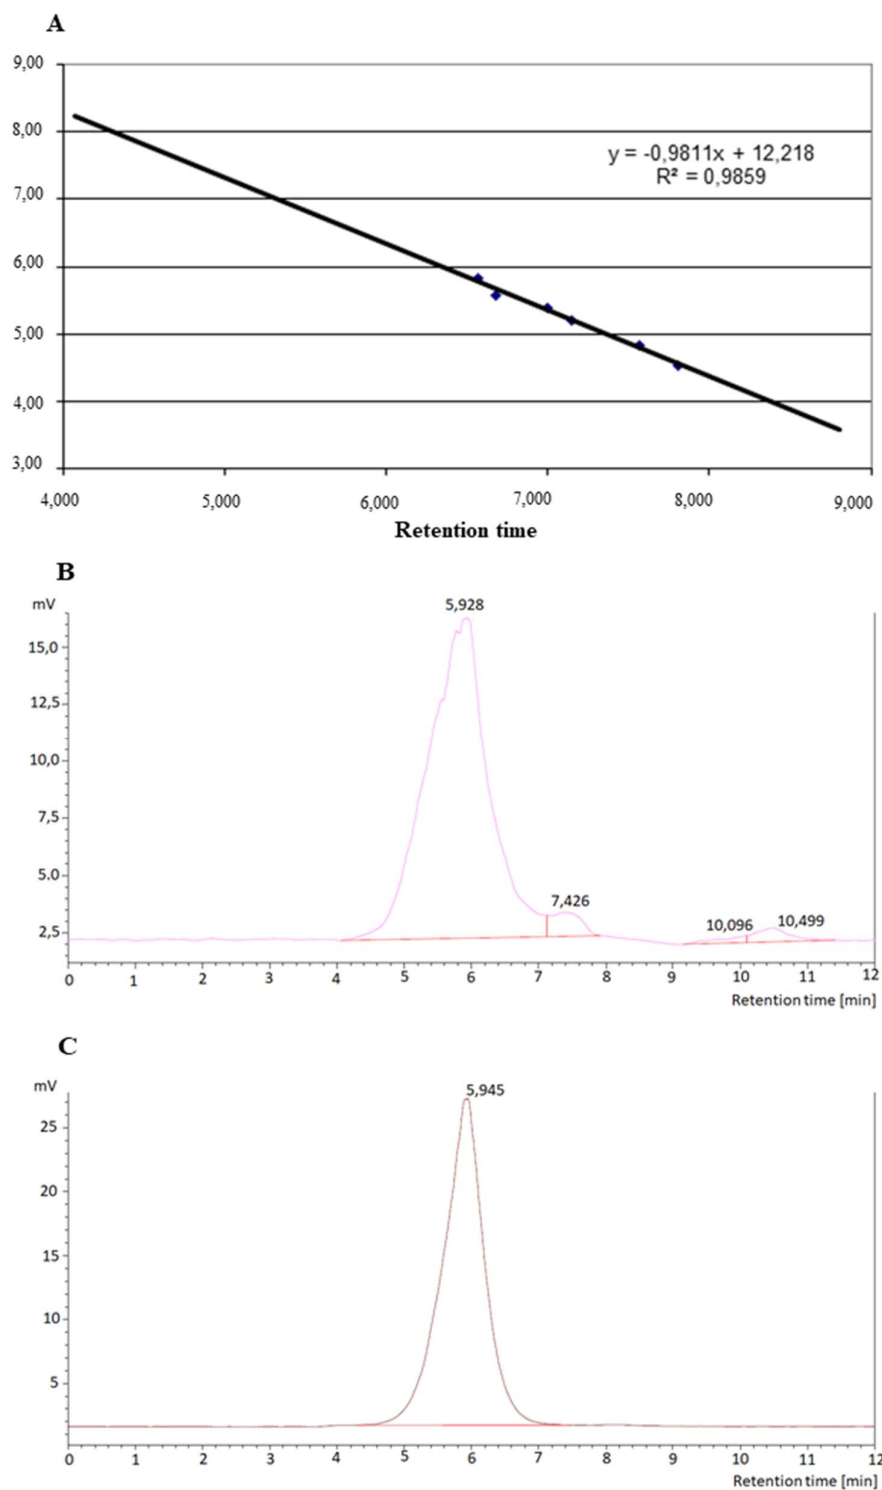 A
9,00
8,00
7,00
6,00
5,00
4,00
3,00
y = -0,9811x + 12,218
R² = 0,9859
4,000 5,000 6,000 7,000 8,000 9,000
Retention time
B
mV
15,0
12,5
10,0
7,5
5,0
2,5
5,928
7,426
10,096
10,499
0 1 2 3 4 5 6 7 8 9 10 11 12
Retention time [min]
C
mV
25
20
15
10
5
5,945
0 1 2 3 4 5 6 7 8 9 10 11 12
Retention time [min]